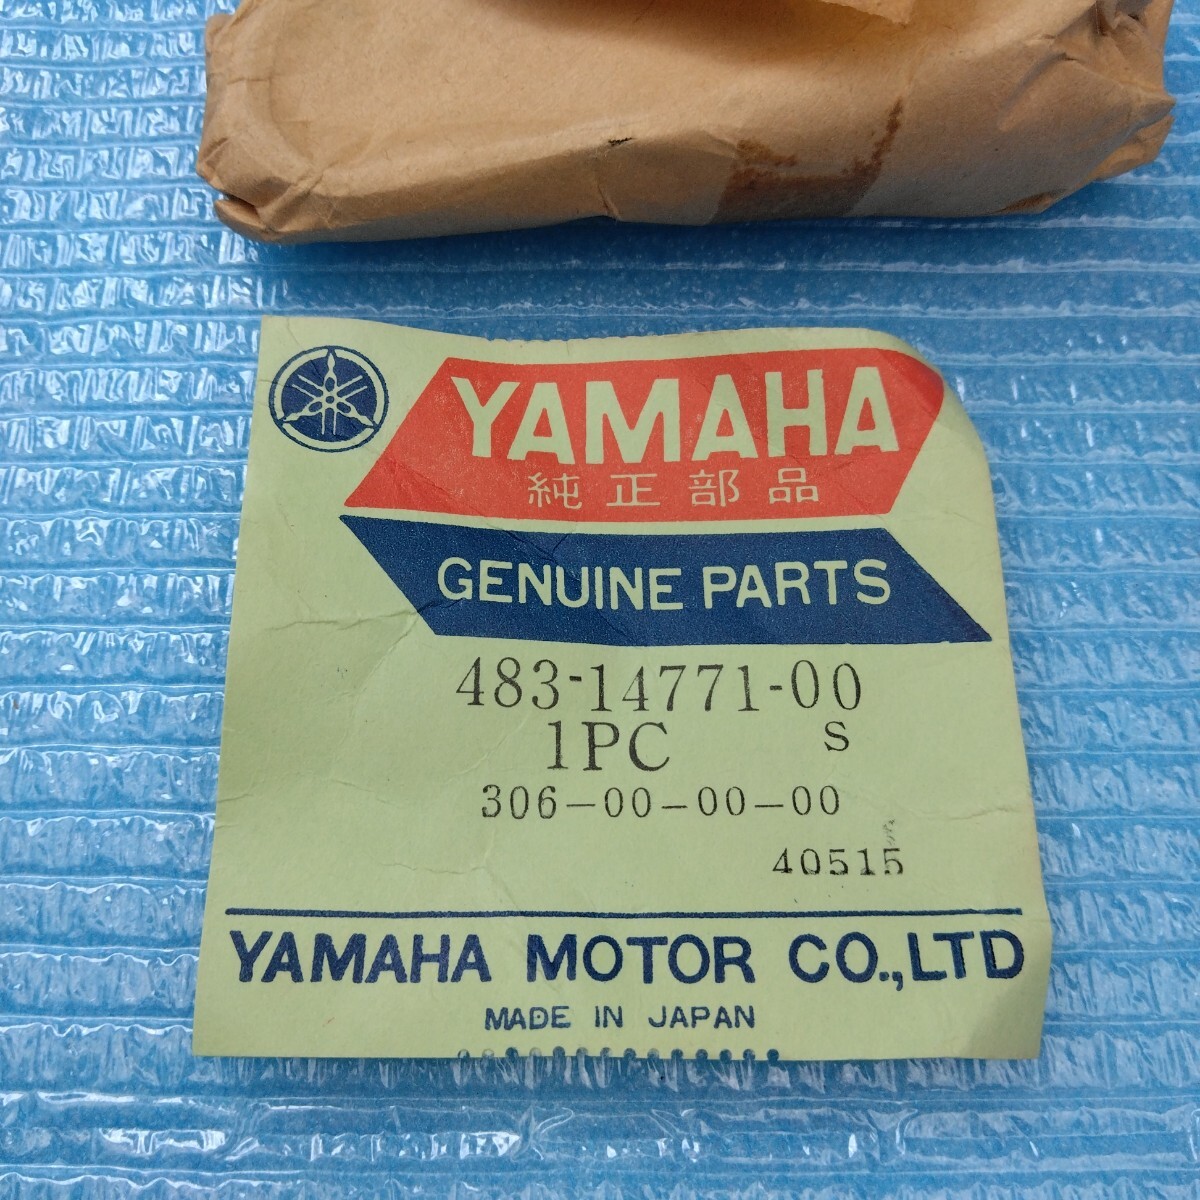 YAMAHA
純正部品
GENUINE PARTS
483-14771-00
1PC S
306-00-00-00
40515
YAMAHA MOTOR CO.,LTD
MADE IN JAPAN